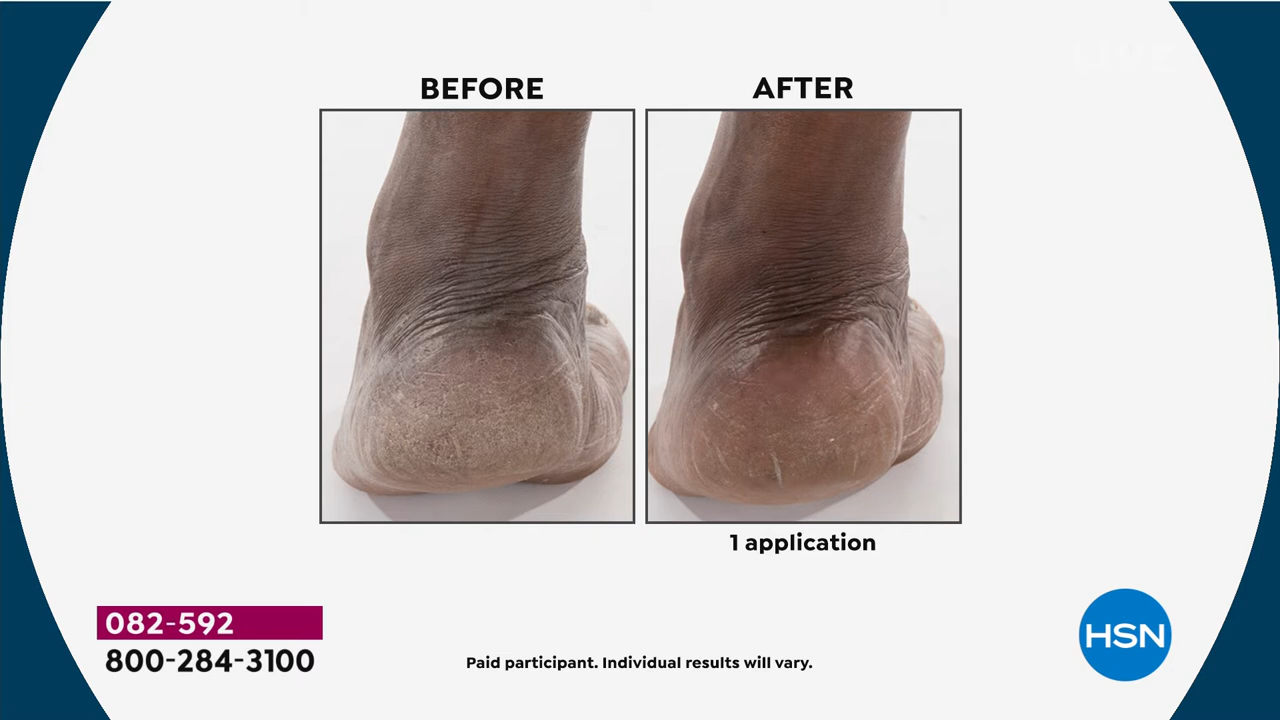 BEFORE
AFTER
1 application
082-592
800-284-3100
Paid participant. Individual results will vary.
HSN